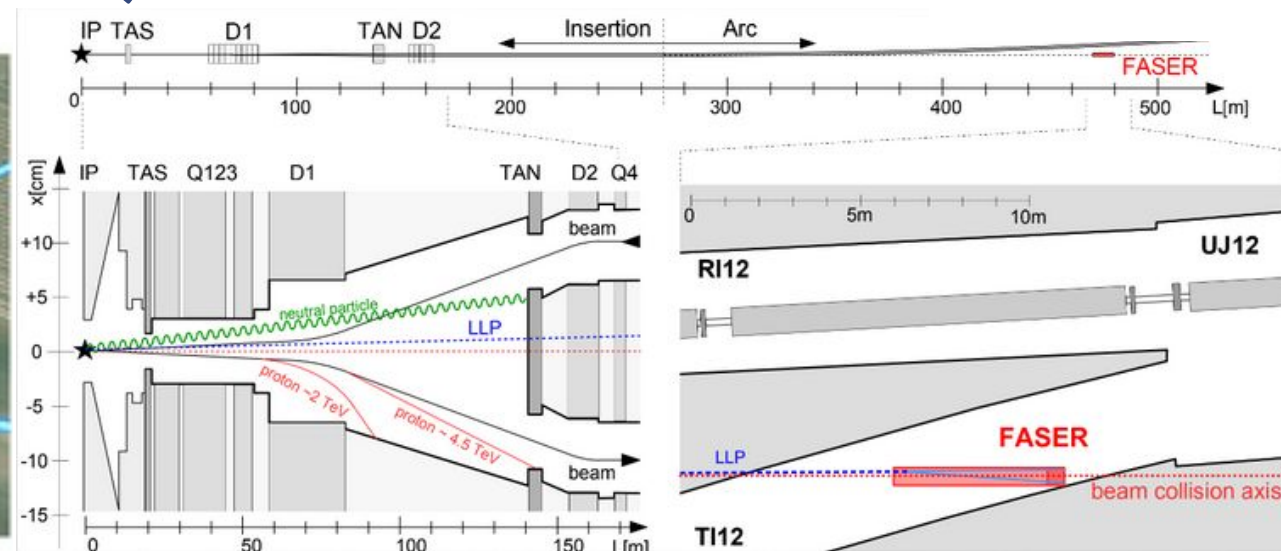 IP TAS D1 TAN D2 Insertion Arc
FASER
0 100 200 300 400 500 L[m]
x[cm] IP TAS Q123 D1 TAN D2 Q4
+10
+5
0
-5
-10
-15
beam
neutral particle
LLP
proton ~2 TeV
proton ~ 4.5 TeV
beam
0 50 100 150 L[m]
0 5m 10m
RI12
UJ12
FASER
LLP
beam collision axis
TI12